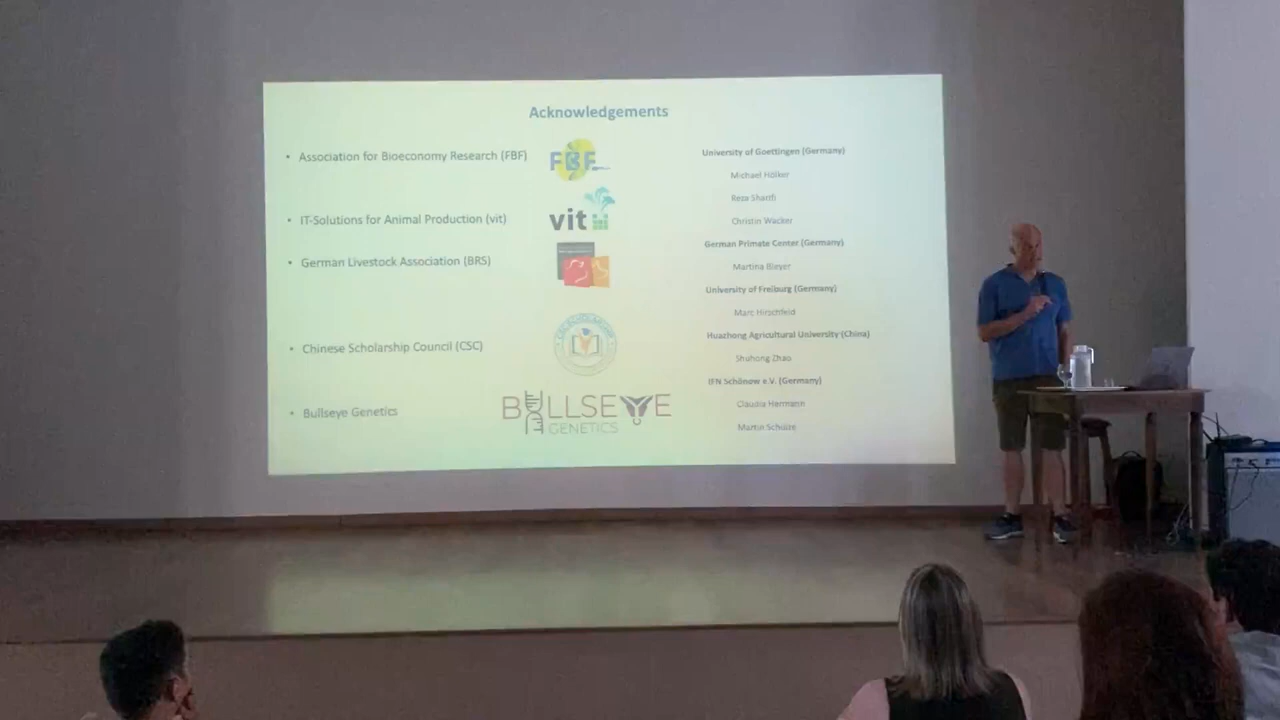 Acknowledgements
• Association for Bioeconomy Research (FBF)
FBF
• IT-Solutions for Animal Production (vit)
vit
• German Livestock Association (BRS)
• Chinese Scholarship Council (CSC)
• Bullseye Genetics
BULLSEYE
GENETICS
University of Goettingen (Germany)
Michael Hölker
Reza Sharifi
Christin Wacker
German Primate Center (Germany)
Martina Bleyer
University of Freiburg (Germany)
Marc Hirschfeld
Huazhong Agricultural University (China)
Shuhong Zhao
IFN Schönow e.V. (Germany)
Claudia Hermann
Martin Schulze